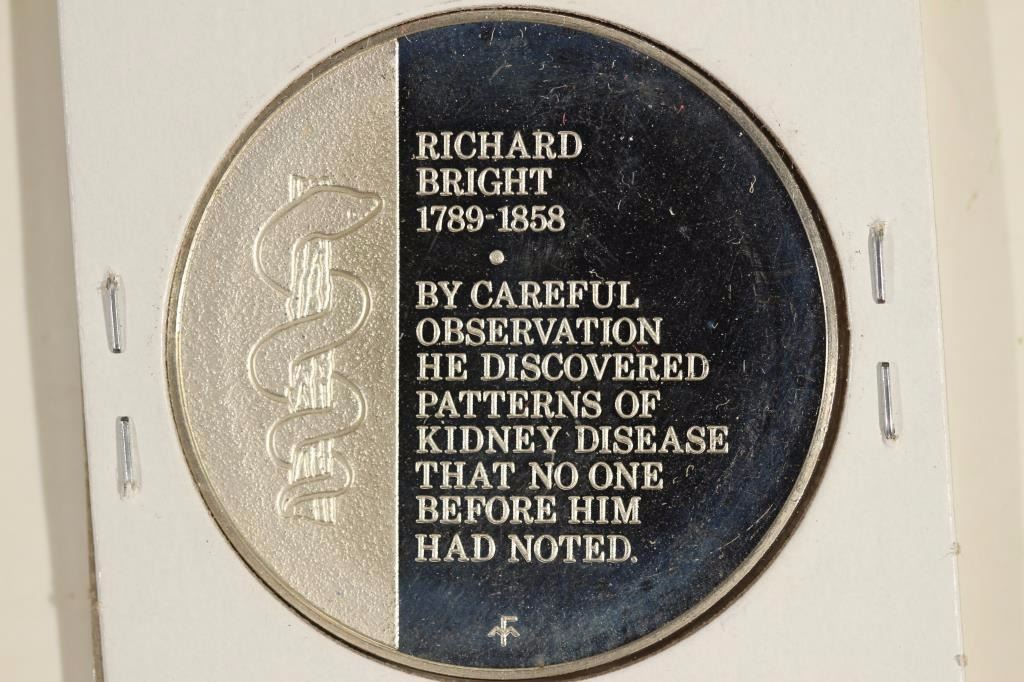 RICHARD
BRIGHT
1789-1858
BY CAREFUL
OBSERVATION
HE DISCOVERED
PATTERNS OF
KIDNEY DISEASE
THAT NO ONE
BEFORE HIM
HAD NOTED.